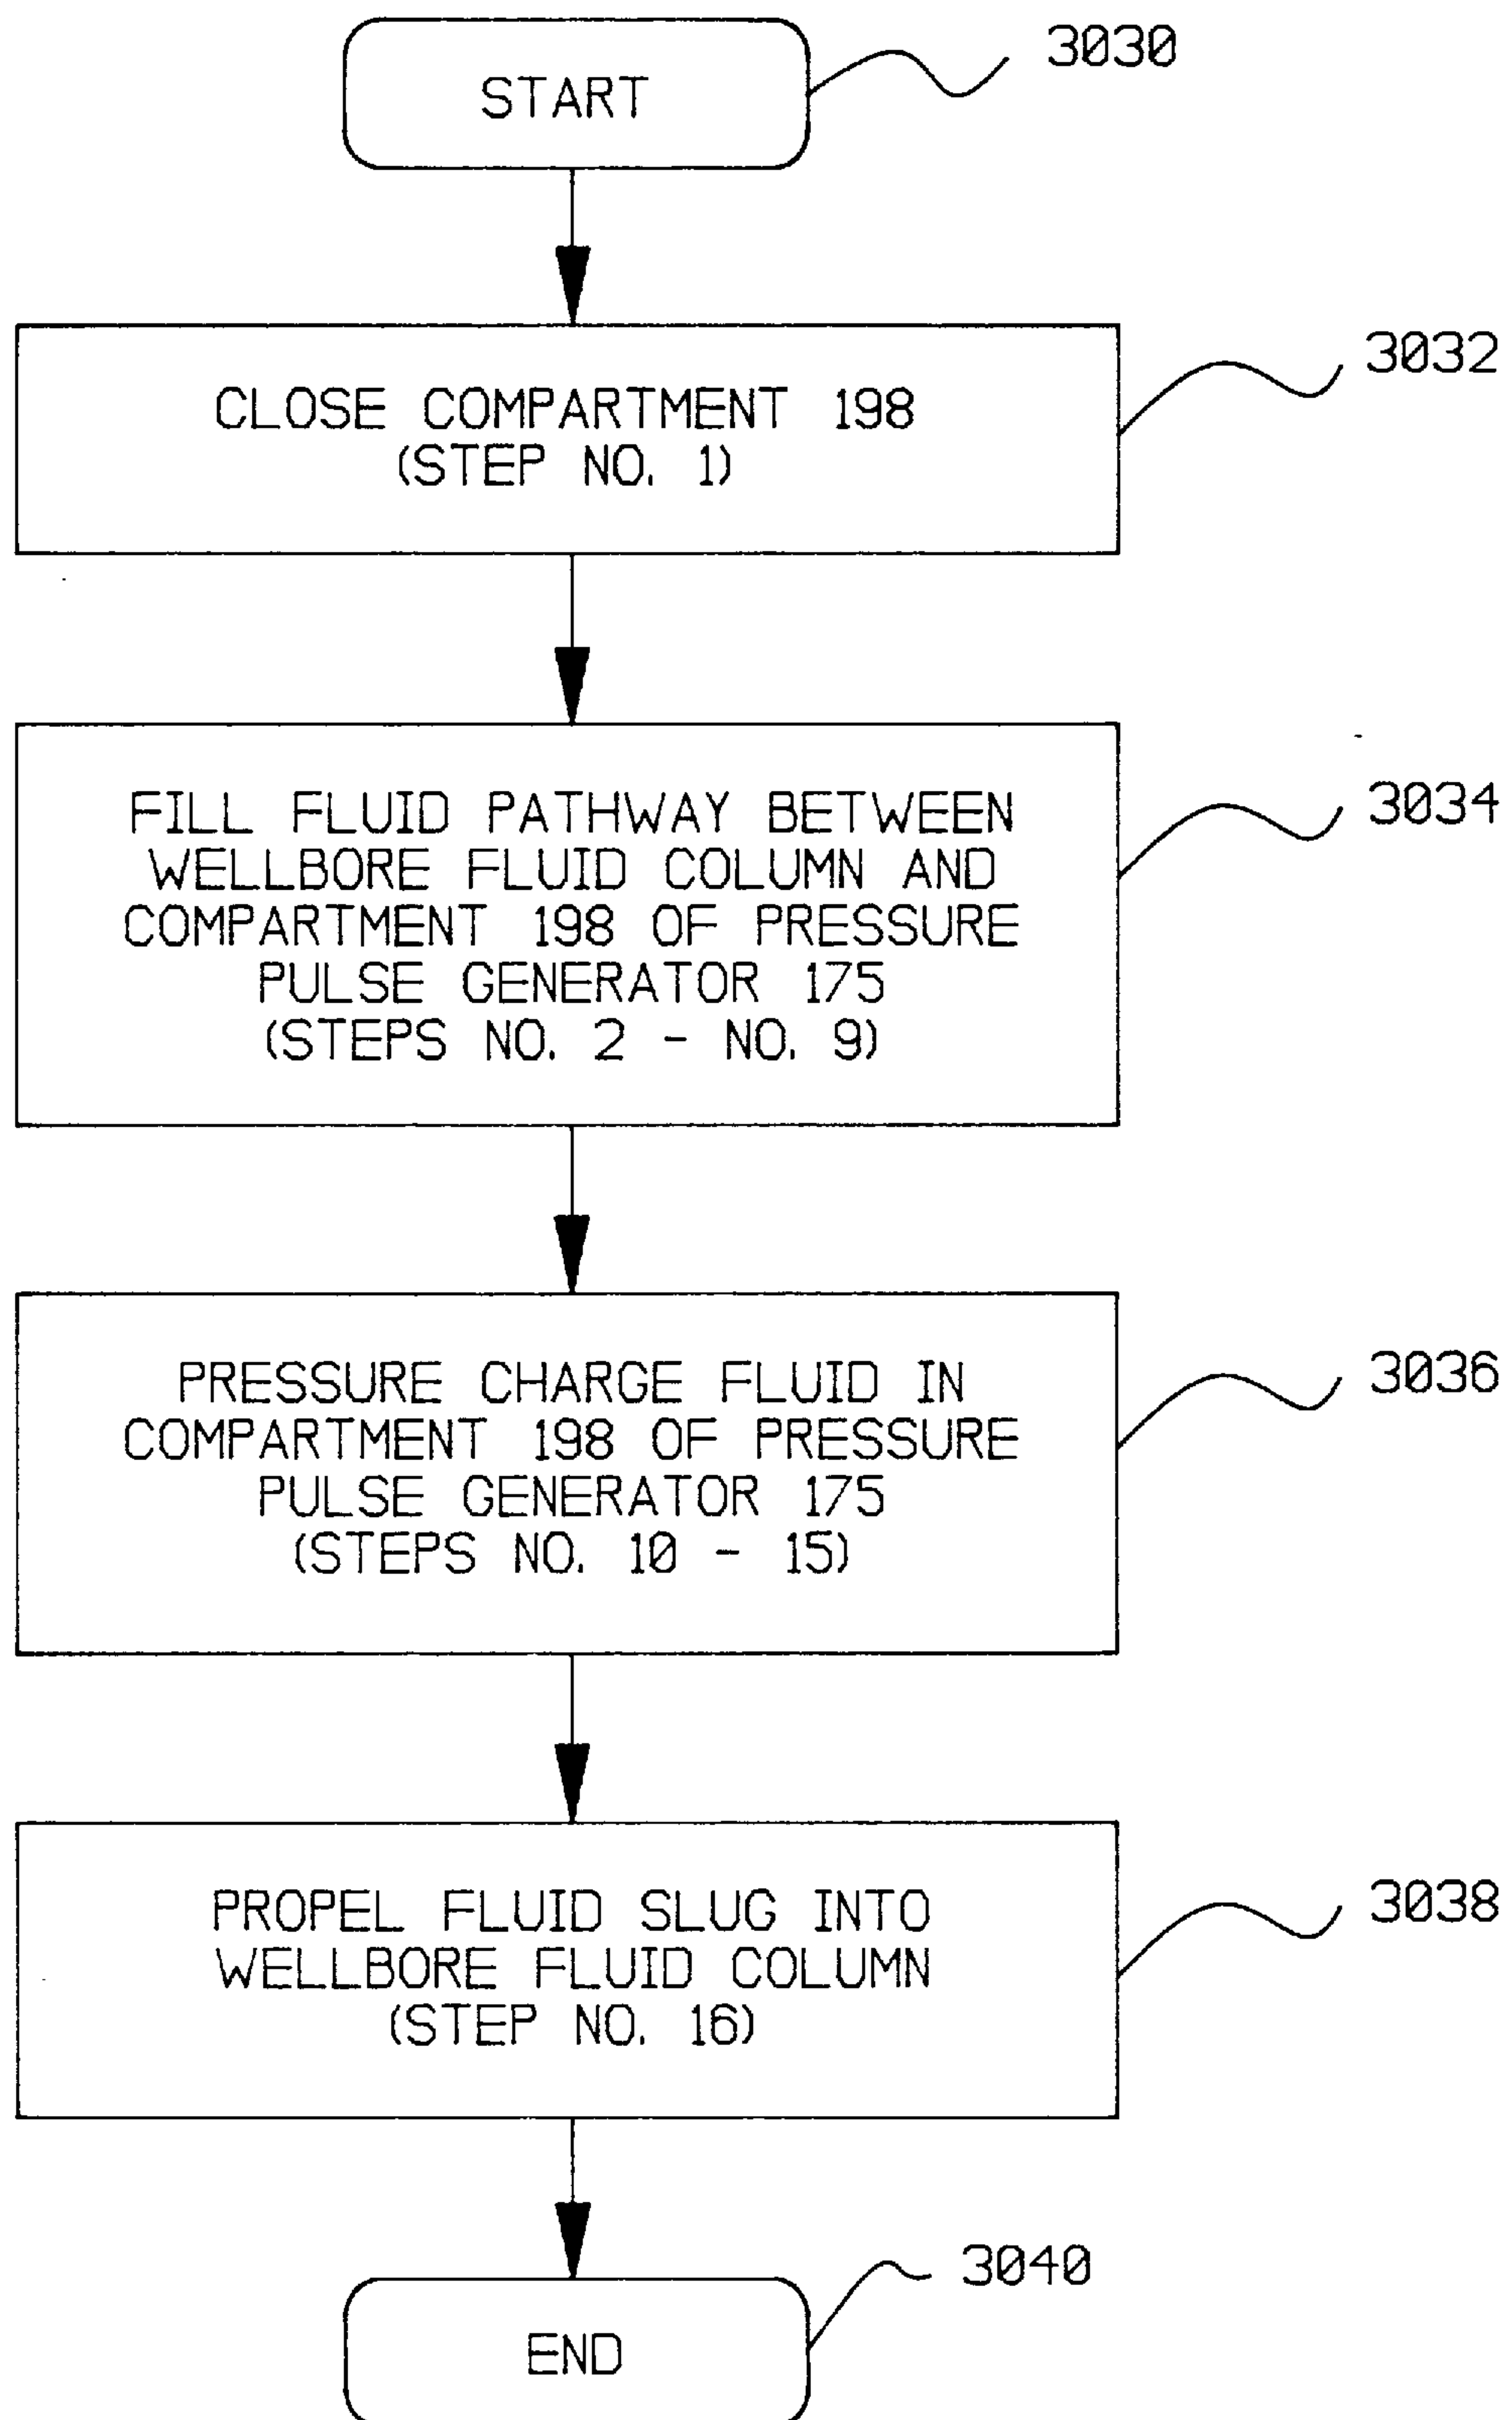 START
3030
CLOSE COMPARTMENT 198
(STEP NO. 1)
3032
FILL FLUID PATHWAY BETWEEN
WELLBORE FLUID COLUMN AND
COMPARTMENT 198 OF PRESSURE
PULSE GENERATOR 175
(STEPS NO. 2 - NO. 9)
3034
PRESSURE CHARGE FLUID IN
COMPARTMENT 198 OF PRESSURE
PULSE GENERATOR 175
(STEPS NO. 10 - 15)
3036
PROPEL FLUID SLUG INTO
WELLBORE FLUID COLUMN
(STEP NO. 16)
3038
END
3040